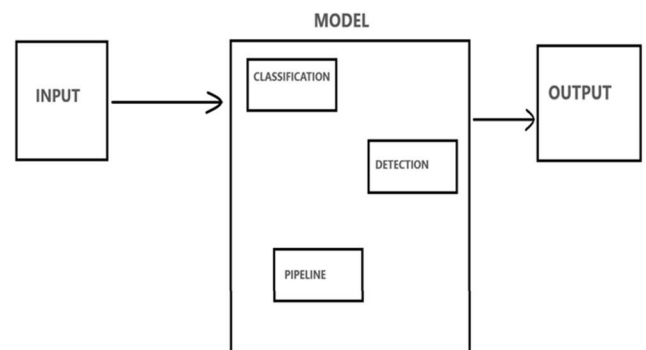 MODEL
INPUT
CLASSIFICATION
DETECTION
PIPELINE
OUTPUT